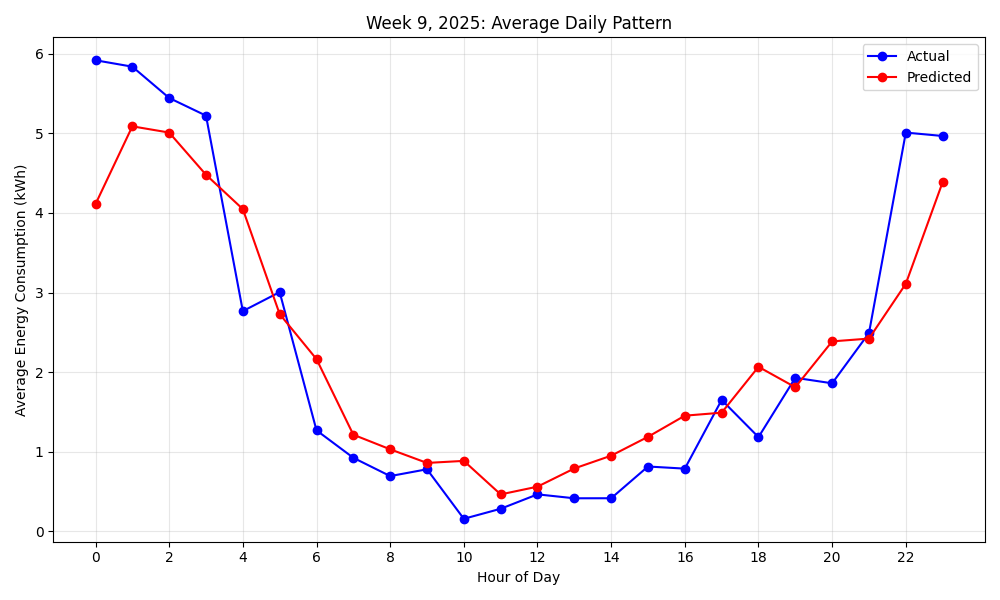 Week 9, 2025: Average Daily Pattern
Actual
Predicted
Average Energy Consumption (kWh)
6
5
4
3
2
1
0
0 2 4 6 8 10 12 14 16 18 20 22
Hour of Day